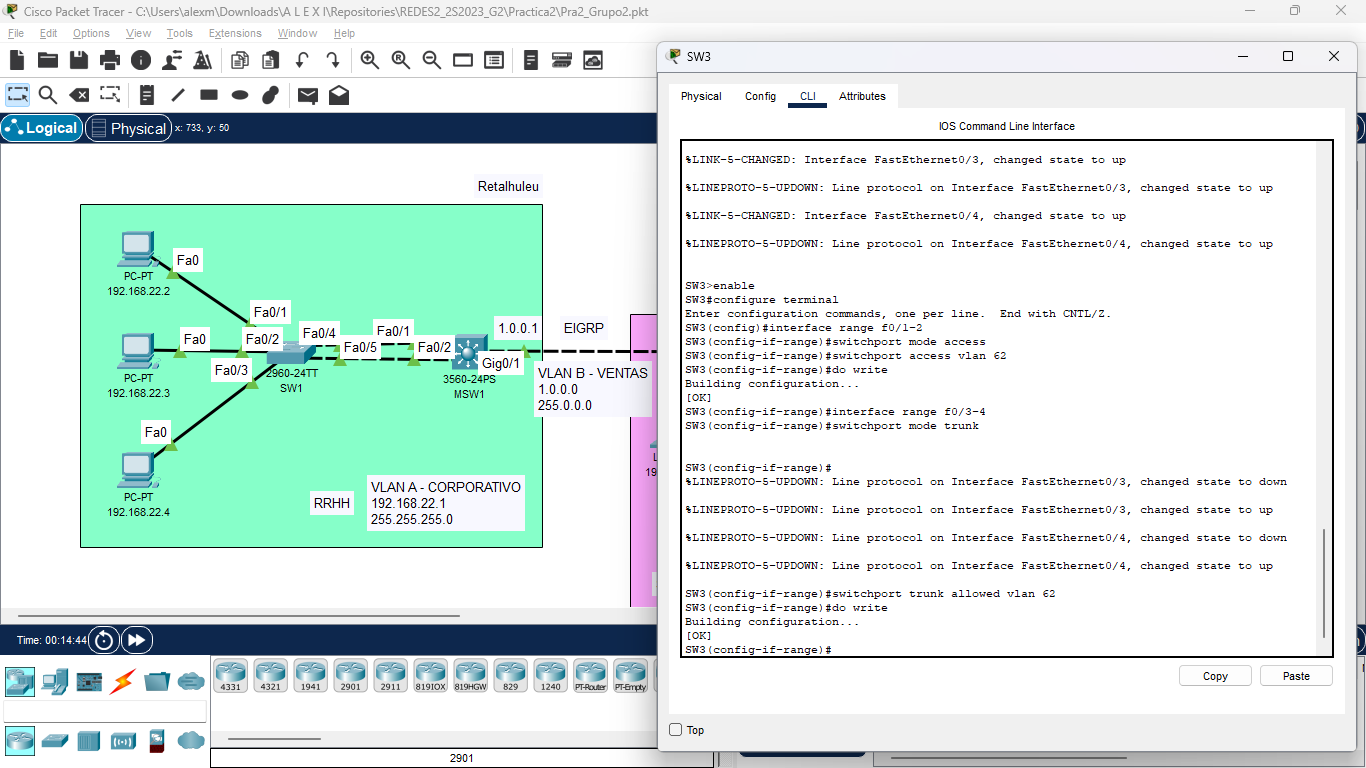 Cisco Packet Tracer - C:\Users\alexm\Downloads\A L E X I\Repositories\REDES2_2S2023_G2\Practica2\Pra2_Grupo2.pkt
File Edit Options View Tools Extensions Window Help
Logical Physical x: 733, y: 50
Retalhuleu
Fa0
PC-PT
192.168.22.2
Fa0/1
Fa0
Fa0/2
Fa0/4
Fa0/1
1.0.0.1
EIGRP
Fa0/5
Fa0/2
Gig0/1
PC-PT
192.168.22.3
Fa0/3
2960-24TT
SW1
3560-24PS
MSW1
VLAN B - VENTAS
1.0.0.0
255.0.0.0
Fa0
PC-PT
192.168.22.4
RRHH
VLAN A - CORPORATIVO
192.168.22.1
255.255.255.0
L
19
Time: 00:14:44
4331 4321 1941 2901 2911 819IOX 819HGW 829 1240 PT-Router PT-Empty
2901
SW3
Physical Config CLI Attributes
IOS Command Line Interface
%LINK-5-CHANGED: Interface FastEthernet0/3, changed state to up
%LINEPROTO-5-UPDOWN: Line protocol on Interface FastEthernet0/3, changed state to up
%LINK-5-CHANGED: Interface FastEthernet0/4, changed state to up
%LINEPROTO-5-UPDOWN: Line protocol on Interface FastEthernet0/4, changed state to up
SW3>enable
SW3#configure terminal
Enter configuration commands, one per line.  End with CNTL/Z.
SW3(config)#interface range f0/1-2
SW3(config-if-range)#switchport mode access
SW3(config-if-range)#switchport access vlan 62
SW3(config-if-range)#do write
Building configuration...
[OK]
SW3(config-if-range)#interface range f0/3-4
SW3(config-if-range)#switchport mode trunk
SW3(config-if-range)#
%LINEPROTO-5-UPDOWN: Line protocol on Interface FastEthernet0/3, changed state to down
%LINEPROTO-5-UPDOWN: Line protocol on Interface FastEthernet0/3, changed state to up
%LINEPROTO-5-UPDOWN: Line protocol on Interface FastEthernet0/4, changed state to down
%LINEPROTO-5-UPDOWN: Line protocol on Interface FastEthernet0/4, changed state to up
SW3(config-if-range)#switchport trunk allowed vlan 62
SW3(config-if-range)#do write
Building configuration...
[OK]
SW3(config-if-range)#
Copy Paste
Top